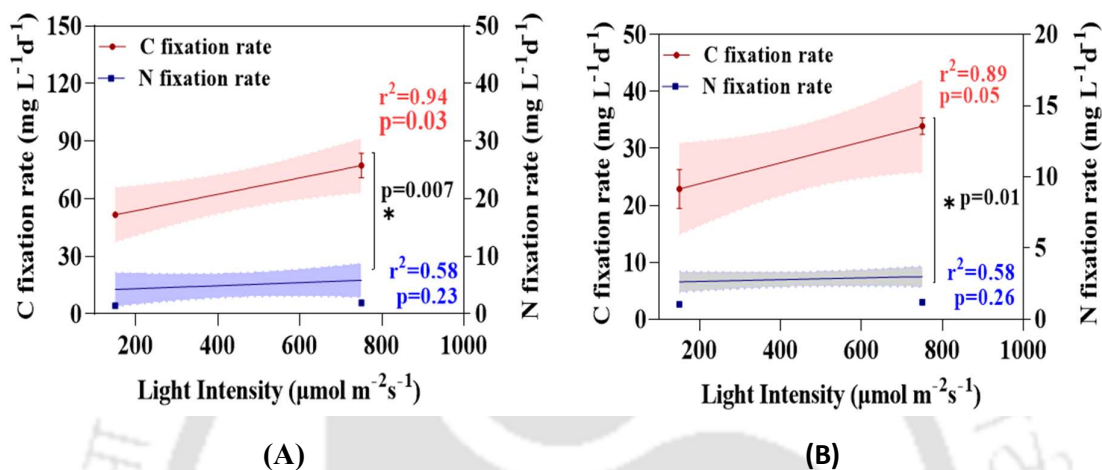 C fixation rate (mg L⁻¹d⁻¹)
150
120
90
60
30
0
C fixation rate
N fixation rate
r²=0.94
p=0.03
p=0.007
*
r²=0.58
p=0.23
50
40
30
20
10
0
N fixation rate (mg L⁻¹d⁻¹)
200 400 600 800 1000
Light Intensity (µmol m⁻²s⁻¹)
(A)
C fixation rate (mg L⁻¹d⁻¹)
50
40
30
20
10
0
C fixation rate
N fixation rate
r²=0.89
p=0.05
* p=0.01
r²=0.58
p=0.26
20
15
10
5
0
N fixation rate (mg L⁻¹d⁻¹)
200 400 600 800 1000
Light Intensity (µmol m⁻²s⁻¹)
(B)